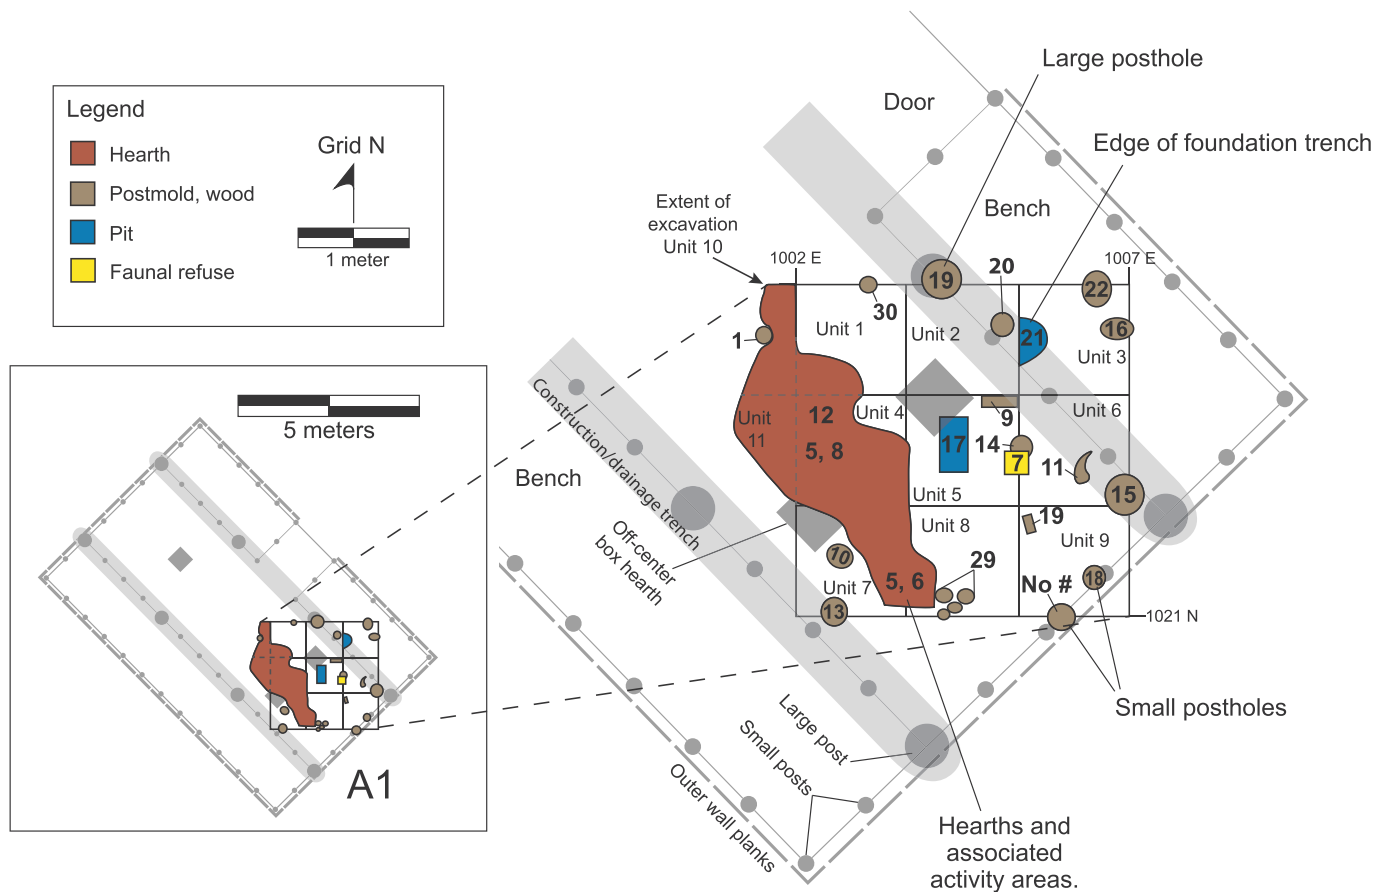 Legend
Hearth
Postmold, wood
Pit
Faunal refuse
Grid N
1 meter
5 meters
A1
Large posthole
Door
Edge of foundation trench
Bench
Extent of
excavation
Unit 10
1002 E
1007 E
19
20
22
30
21
16
1
Unit 1
Unit 2
Unit 3
Unit
11
12
5, 8
Unit 4
9
Unit 6
17
14
7
11
15
Unit 5
Unit 8
19
Unit 9
Construction/drainage trench
Bench
Off-center
box hearth
10
Unit 7
5, 6
29
No #
18
13
1021 N
Small postholes
Large post
Small posts
Outer wall planks
Hearths and
associated
activity areas.